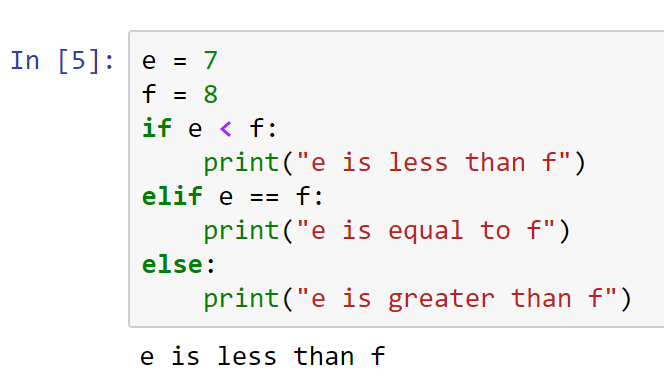 In [5]: e = 7
f = 8
if e < f:
    print("e is less than f")
elif e == f:
    print("e is equal to f")
else:
    print("e is greater than f")
e is less than f